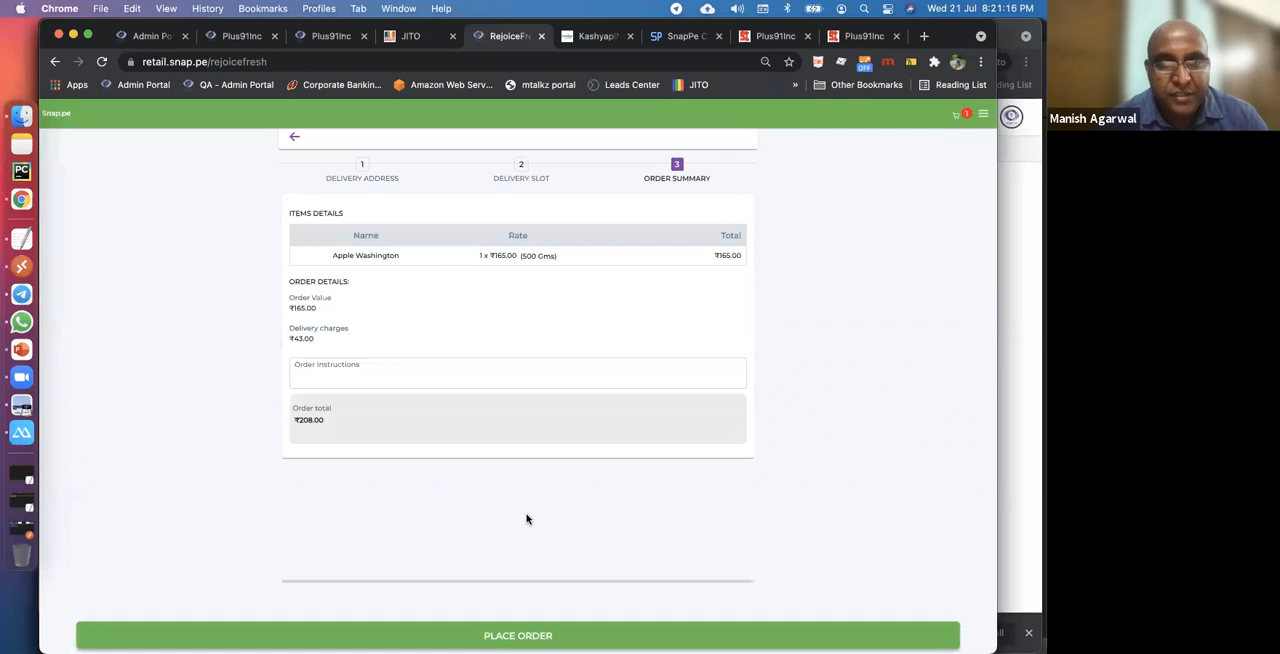 Chrome File Edit View History Bookmarks Profiles Tab Window Help Wed 21 Jul 8:21:16 PM
Admin Po Plus91Inc Plus91Inc JITO RejoiceFre Kashyap SnapPe C Plus91Inc Plus91Inc
retail.snap.pe/rejoicefresh
OFF
Apps Admin Portal QA - Admin Portal Corporate Bankin... Amazon Web Serv... mtalkz portal Leads Center JITO » Other Bookmarks Reading List
Snap.pe 1
Manish Agarwal
1 2 3
DELIVERY ADDRESS DELIVERY SLOT ORDER SUMMARY
ITEMS DETAILS
Name Rate Total
Apple Washington 1 x ₹165.00 (500 Gms) ₹165.00
ORDER DETAILS:
Order Value
₹165.00
Delivery charges
₹43.00
Order Instructions
Order total
₹208.00
PLACE ORDER